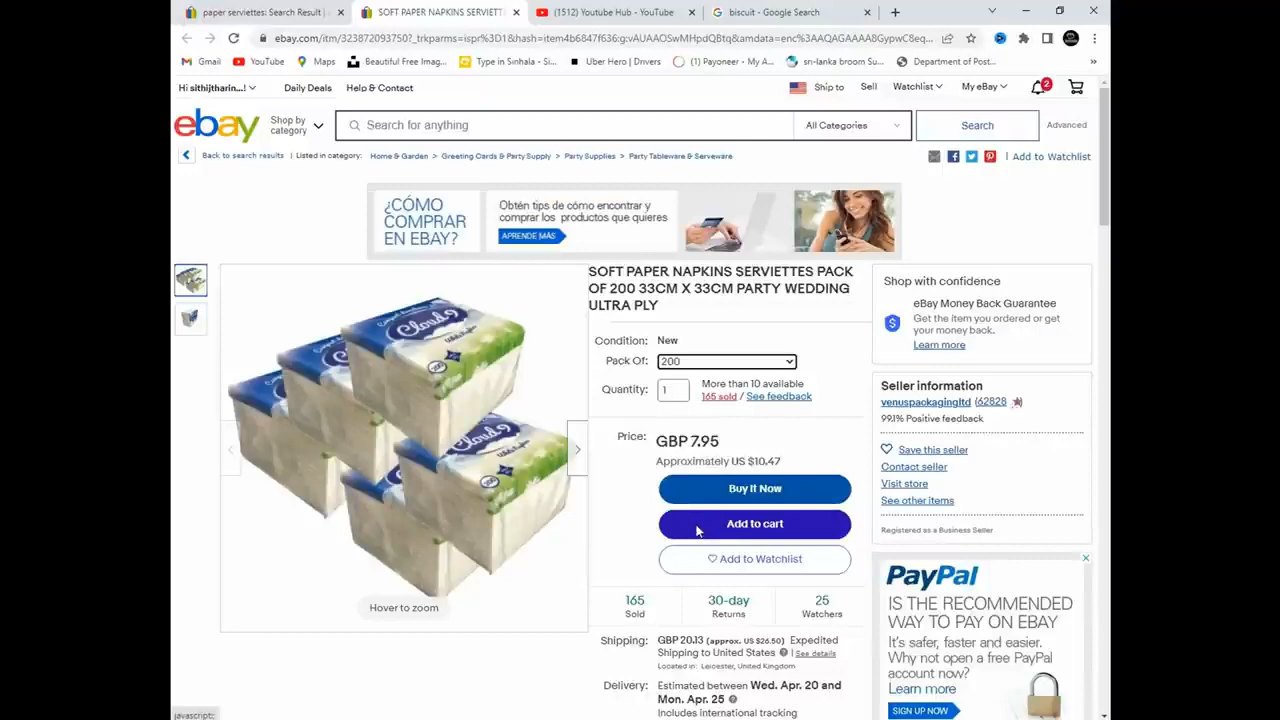 paper serviettes: Search Result |
SOFT PAPER NAPKINS SERVIETT
(1512) Youtube Hub - YouTube
biscuit - Google Search
ebay.com/itm/323872093750?_trkparms=ispr%3D1&hash=item4b6847f636:g:vAUAAOSwMHpdQBtq&amdata=enc%3AAQAGAAAA8GypwC8eq...
Gmail
YouTube
Maps
Beautiful Free Imag...
Type in Sinhala - Si...
Uber Hero | Drivers
(1) Payoneer - My A...
sri-lanka broom Su...
Department of Post...
»
Hi sithijtharin...!
Daily Deals
Help & Contact
Ship to
Sell
Watchlist
My eBay
2
ebay
Shop by
category
Search for anything
All Categories
Search
Advanced
Back to search results
| Listed in category:
Home & Garden > Greeting Cards & Party Supply > Party Supplies > Party Tableware & Serveware
| Add to Watchlist
¿CÓMO
COMPRAR
EN EBAY?
Obtén tips de cómo encontrar y
comprar los productos que quieres
APRENDE MÁS
Cloud 9
Cloud 9
Hover to zoom
SOFT PAPER NAPKINS SERVIETTES PACK
OF 200 33CM X 33CM PARTY WEDDING
ULTRA PLY
Condition: New
Pack Of: 200
Quantity: 1
More than 10 available
165 sold / See feedback
Price: GBP 7.95
Approximately US $10.47
Buy It Now
Add to cart
Add to Watchlist
165
Sold
30-day
Returns
25
Watchers
Shipping: GBP 20.13 (approx. US $26.50) Expedited
Shipping to United States | See details
Located in: Leicester, United Kingdom
Delivery: Estimated between Wed. Apr. 20 and
Mon. Apr. 25
Includes international tracking
Shop with confidence
eBay Money Back Guarantee
Get the item you ordered or get
your money back.
Learn more
Seller information
venuspackagingltd (62828 )
99.1% Positive feedback
Save this seller
Contact seller
Visit store
See other items
Registered as a Business Seller
PayPal
IS THE RECOMMENDED
WAY TO PAY ON EBAY
It's safer, faster and easier.
Why not open a free PayPal
account now?
Learn more
SIGN UP NOW
javascript:;